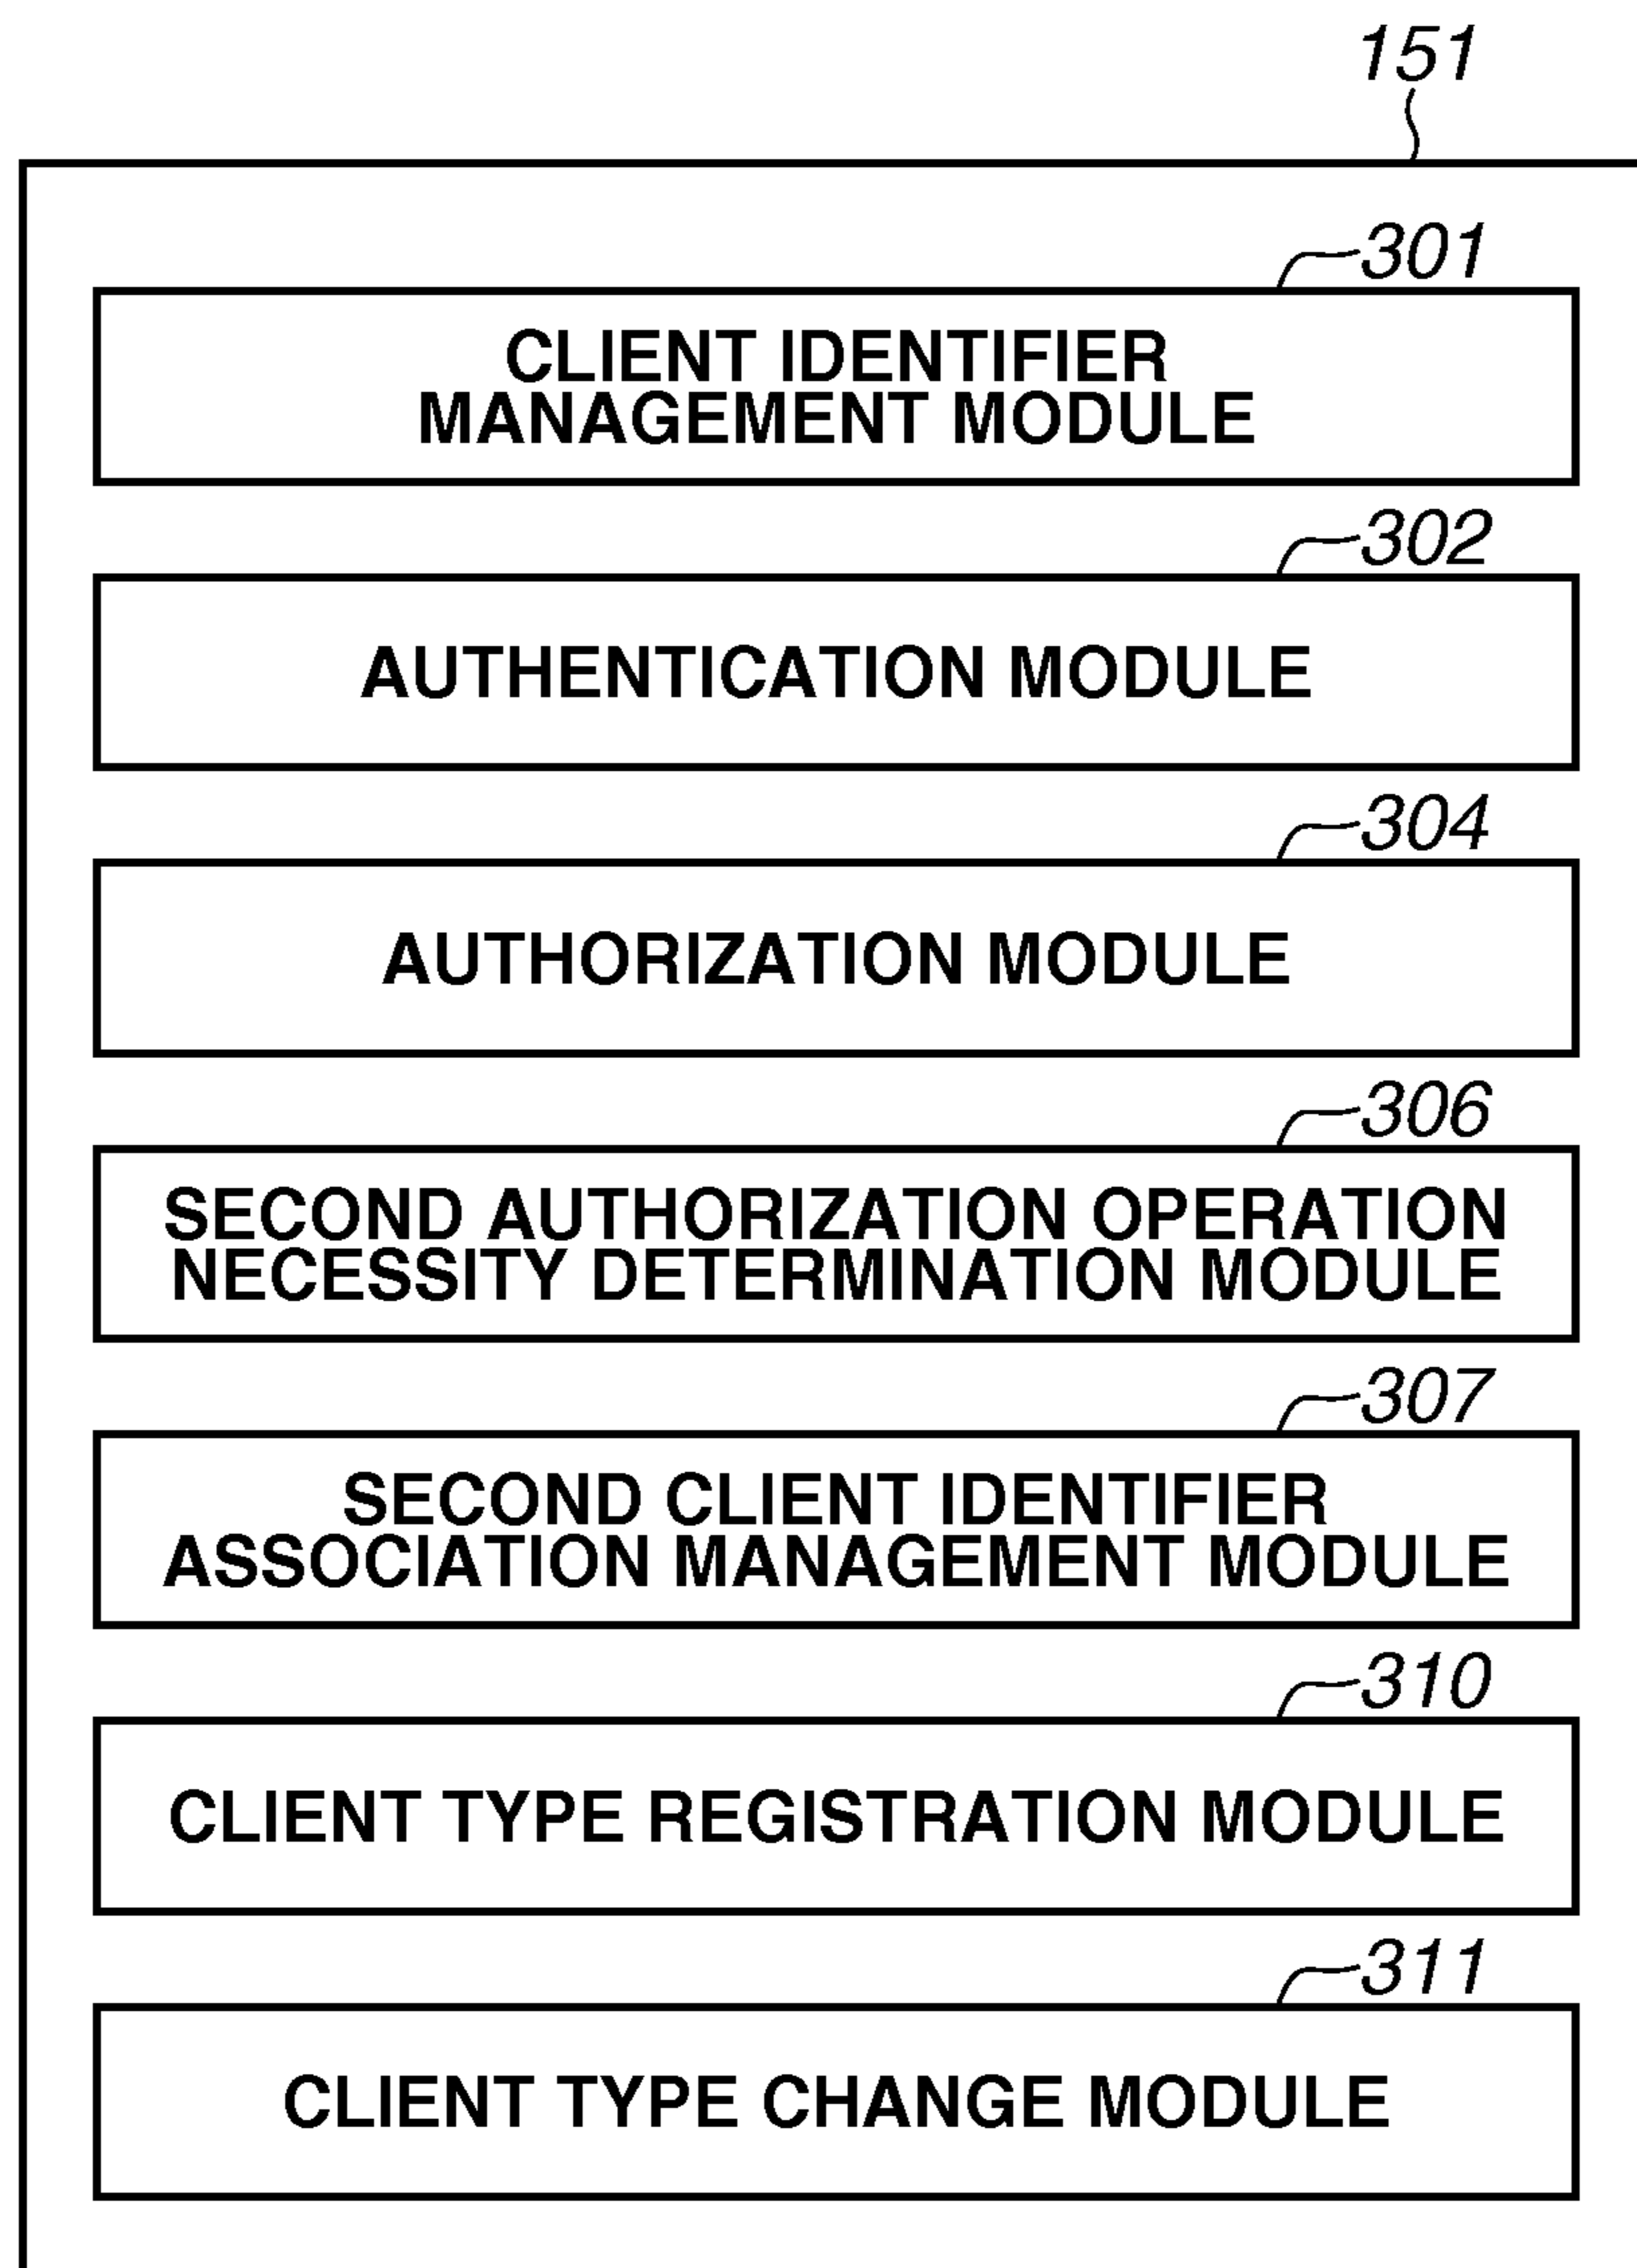 151
301
CLIENT IDENTIFIER
MANAGEMENT MODULE
302
AUTHENTICATION MODULE
304
AUTHORIZATION MODULE
306
SECOND AUTHORIZATION OPERATION
NECESSITY DETERMINATION MODULE
307
SECOND CLIENT IDENTIFIER
ASSOCIATION MANAGEMENT MODULE
310
CLIENT TYPE REGISTRATION MODULE
311
CLIENT TYPE CHANGE MODULE